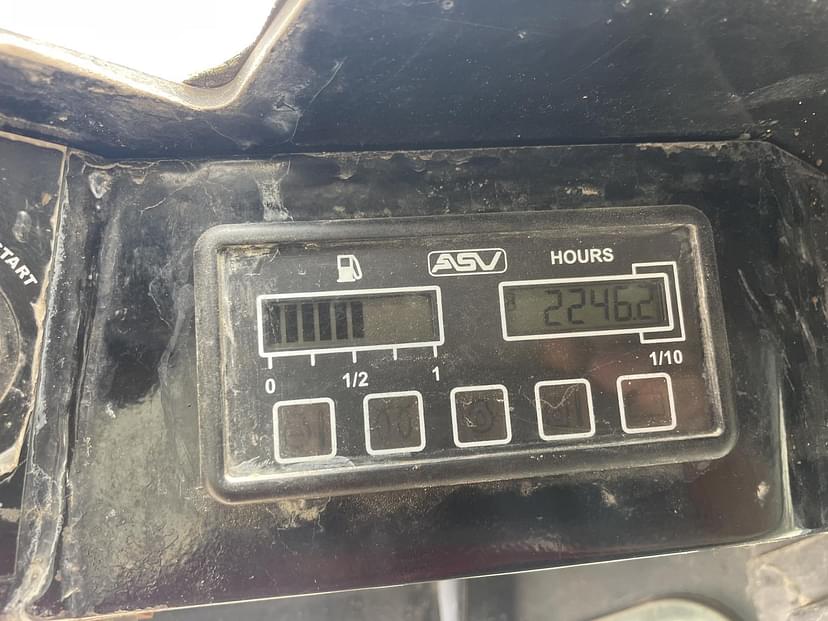 START
ASV
HOURS
2246.2
0 1/2 1
1/10